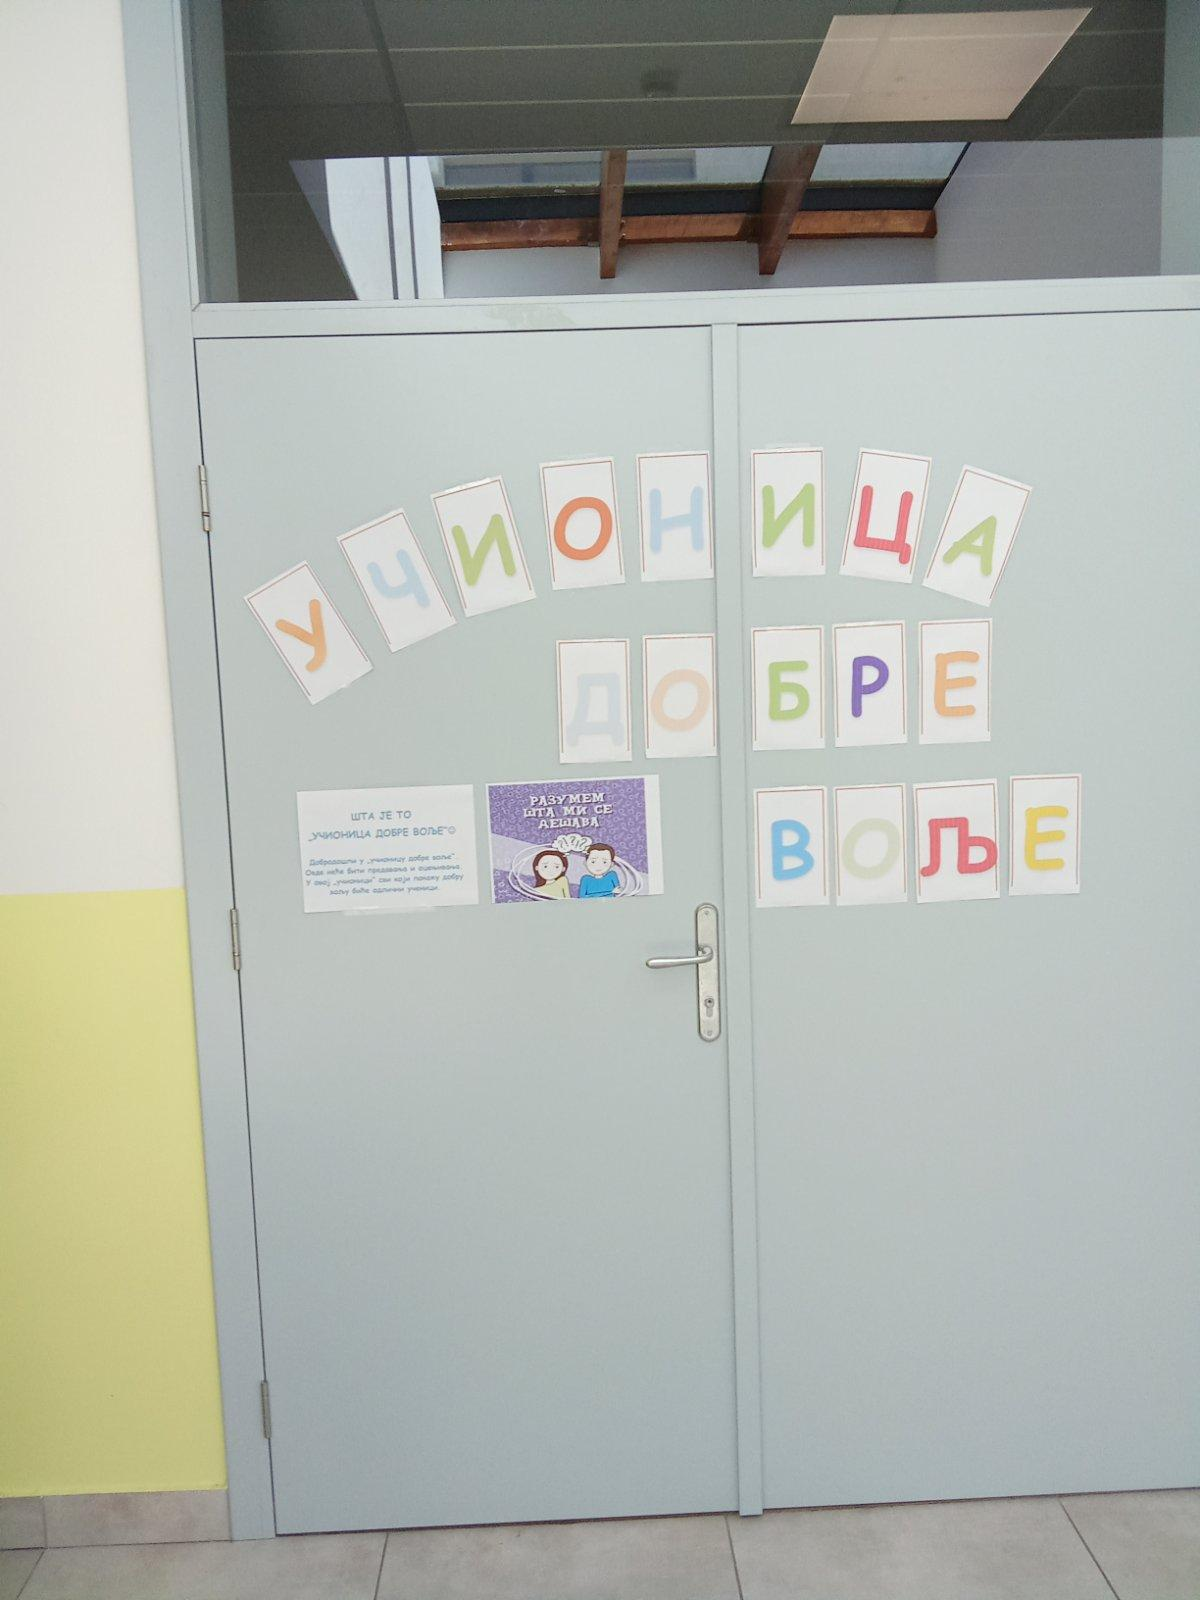 УЧИОНИЦА
ДОБРЕ
ВОЉЕ
ШТА ЈЕ ТО
„УЧИОНИЦА ДОБРЕ ВОЉЕ"☺
Добродошли у „учионицу добре воље".
Овде неће бити предавања и оцењивања.
У овој „учионици" сви који покажу добру
вољу биће одлични ученици.
РАЗУМЕМ
ШТА МИ СЕ
ДЕШАВА
????